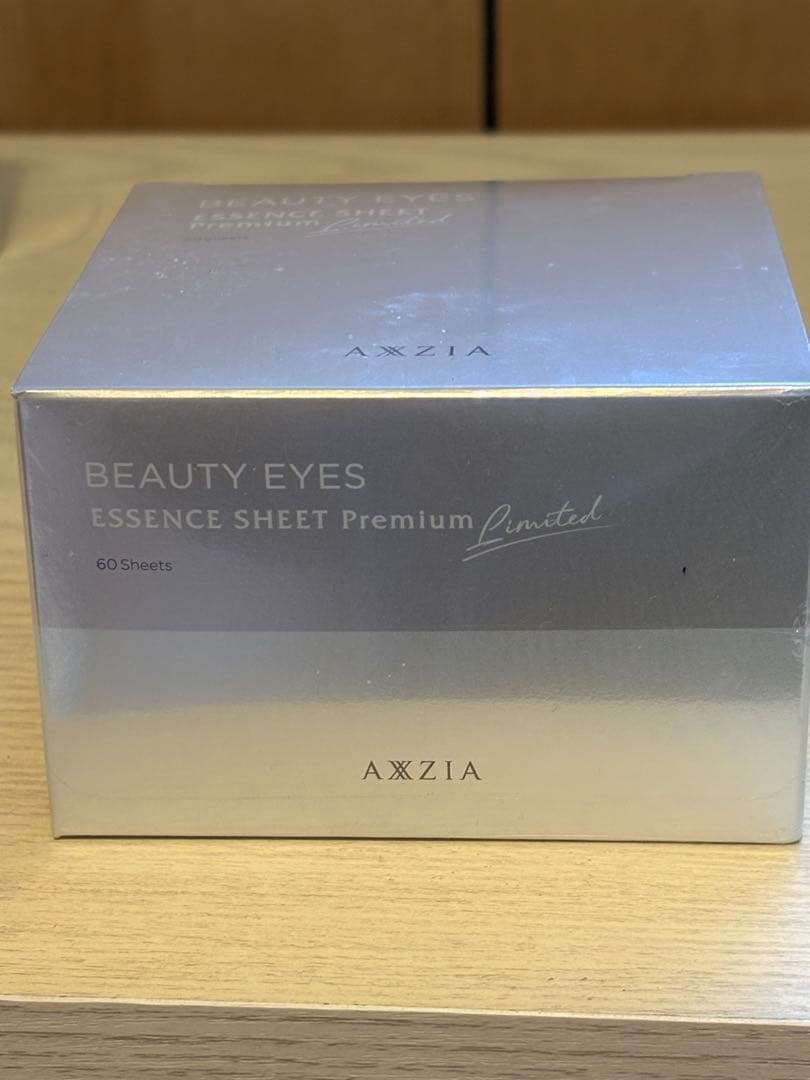 BEAUTY EYES
ESSENCE SHEET
Premium Limited
AXXZIA
BEAUTY EYES
ESSENCE SHEET Premium Limited
60 Sheets
AXXZIA